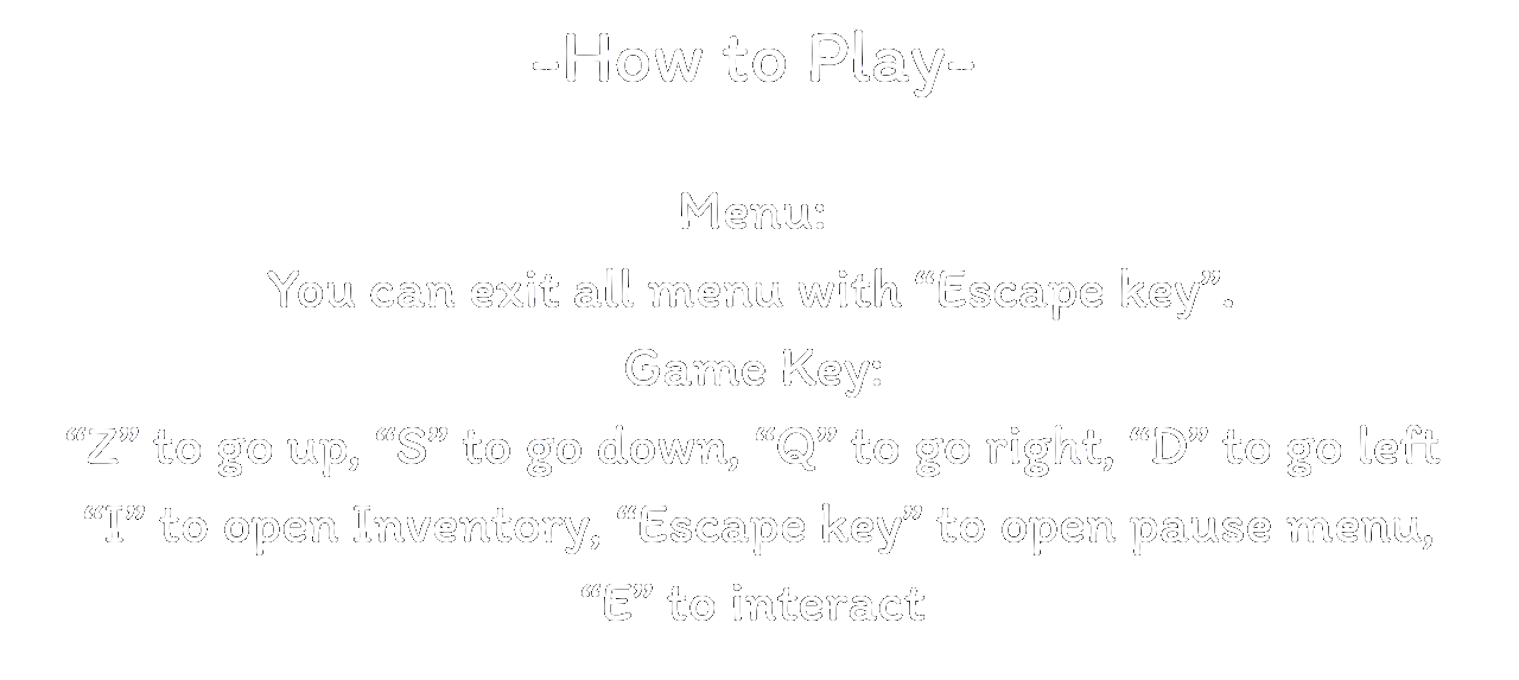 -How to Play-
Menu:
You can exit all menu with “Escape key”.
Game Key:
“Z” to go up, “S” to go down, “Q” to go right, “D” to go left
“I” to open Inventory, “Escape key” to open pause menu,
“E” to interact